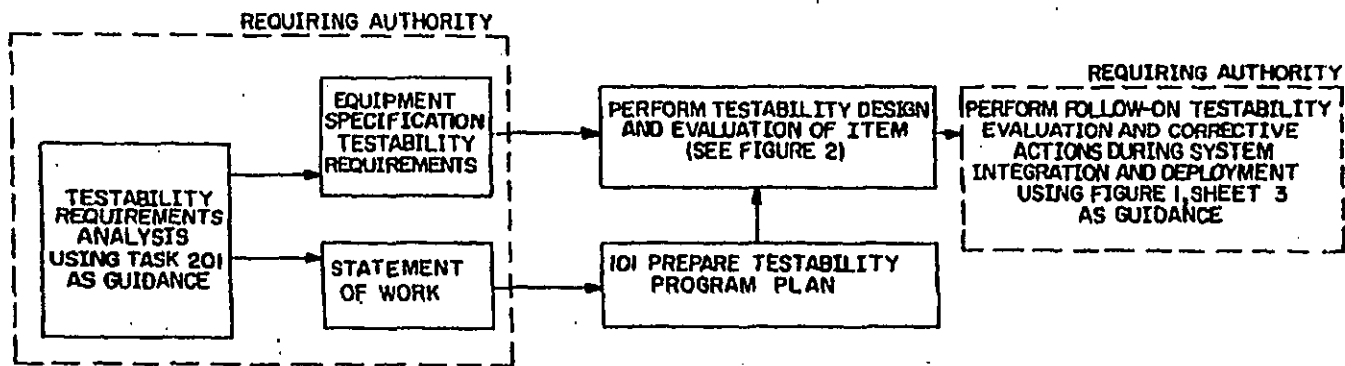 REQUIRING AUTHORITY
TESTABILITY
REQUIREMENTS
ANALYSIS
USING TASK 201
AS GUIDANCE
EQUIPMENT
SPECIFICATION
TESTABILITY
REQUIREMENTS
STATEMENT
OF WORK
PERFORM TESTABILITY DESIGN
AND EVALUATION OF ITEM
(SEE FIGURE 2)
101 PREPARE TESTABILITY
PROGRAM PLAN
REQUIRING AUTHORITY
PERFORM FOLLOW-ON TESTABILITY
EVALUATION AND CORRECTIVE
ACTIONS DURING SYSTEM
INTEGRATION AND DEPLOYMENT
USING FIGURE 1, SHEET 3
AS GUIDANCE